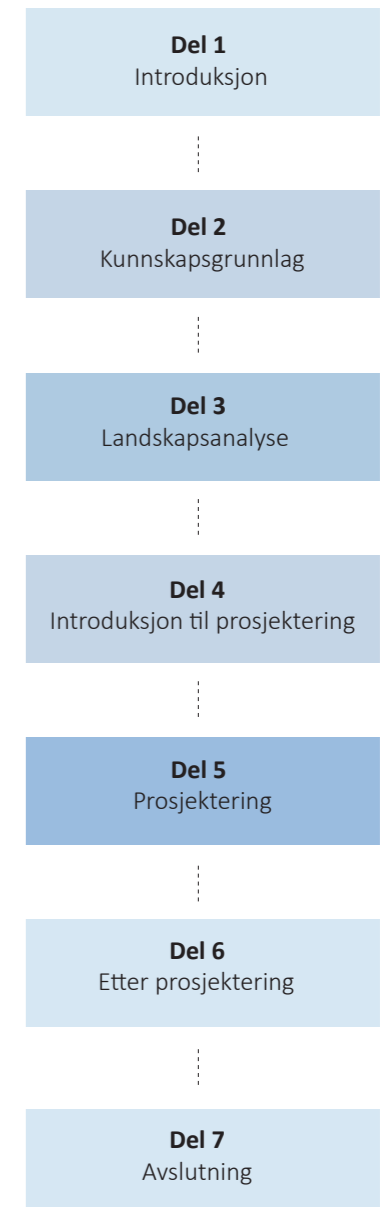 Del 1
Introduksjon
Del 2
Kunnskapsgrunnlag
Del 3
Landskapsanalyse
Del 4
Introduksjon til prosjektering
Del 5
Prosjektering
Del 6
Etter prosjektering
Del 7
Avslutning